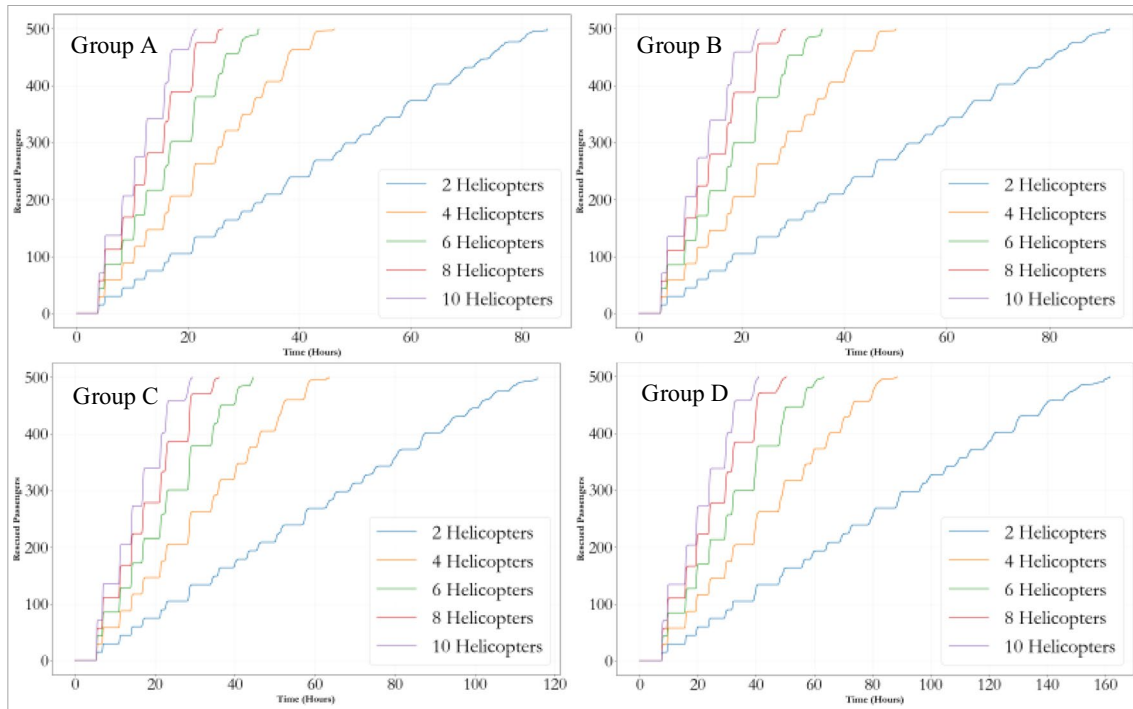 Group A
500
400
300
200
100
0
Rescued Passengers
0 20 40 60 80
Time (Hours)
2 Helicopters
4 Helicopters
6 Helicopters
8 Helicopters
10 Helicopters
Group B
500
400
300
200
100
0
Rescued Passengers
0 20 40 60 80
Time (Hours)
2 Helicopters
4 Helicopters
6 Helicopters
8 Helicopters
10 Helicopters
Group C
500
400
300
200
100
0
Rescued Passengers
0 20 40 60 80 100 120
Time (Hours)
2 Helicopters
4 Helicopters
6 Helicopters
8 Helicopters
10 Helicopters
Group D
500
400
300
200
100
0
Rescued Passengers
0 20 40 60 80 100 120 140 160
Time (Hours)
2 Helicopters
4 Helicopters
6 Helicopters
8 Helicopters
10 Helicopters